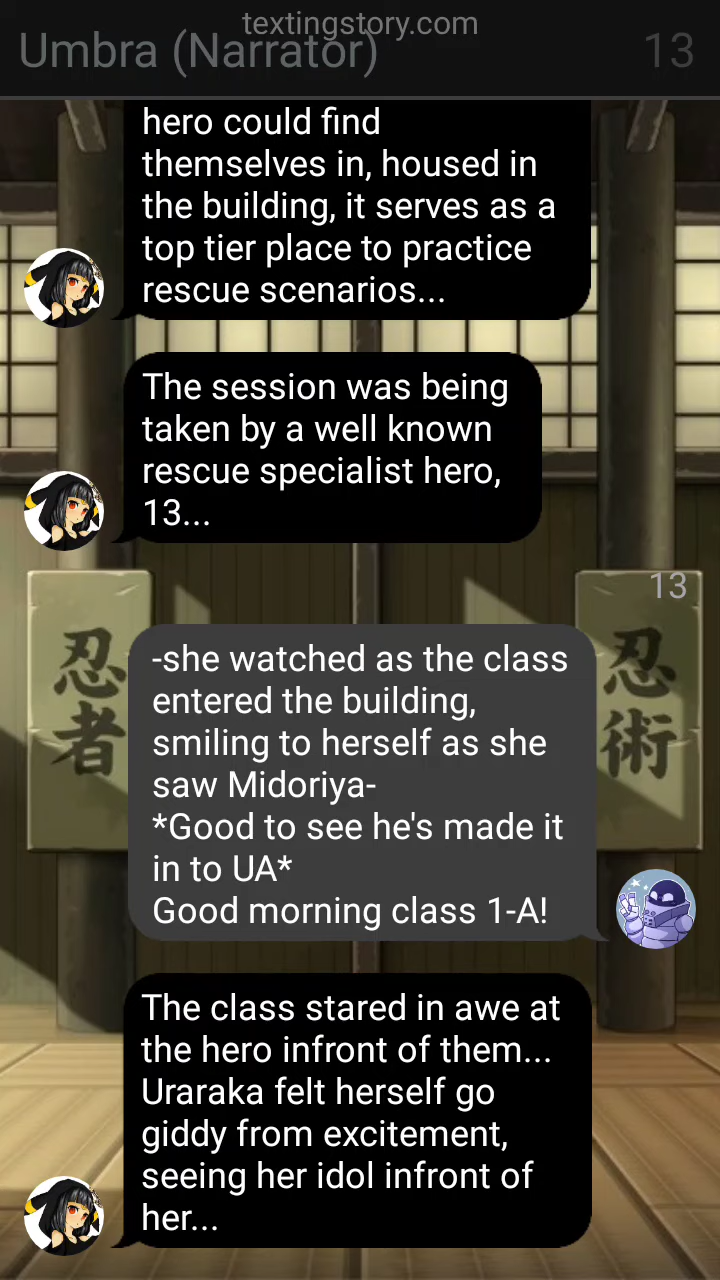 textingstory.com
Umbra (Narrator)
13
hero could find
themselves in, housed in
the building, it serves as a
top tier place to practice
rescue scenarios...
The session was being
taken by a well known
rescue specialist hero,
13...
13
忍者
忍術
-she watched as the class
entered the building,
smiling to herself as she
saw Midoriya-
*Good to see he's made it
in to UA*
Good morning class 1-A!
The class stared in awe at
the hero infront of them...
Uraraka felt herself go
giddy from excitement,
seeing her idol infront of
her...